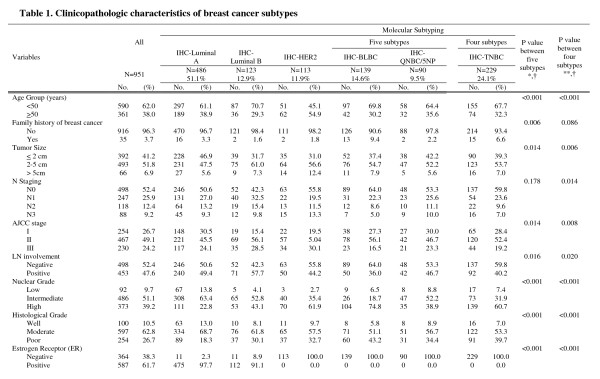 Table 1. Clinicopathologic characteristics of breast cancer subtypes
Molecular Subtyping
Variables All Five subtypes Four subtypes P value between five subtypes *,† P value between four subtypes **,†
IHC-Luminal A IHC-Luminal B IHC-HER2 IHC-BLBC IHC-QNBC/5NP IHC-TNBC
N=951 N=486 51.1% N=123 12.9% N=113 11.9% N=139 14.6% N=90 9.5% N=229 24.1%
No. (%) No. (%) No. (%) No. (%) No. (%) No. (%) No. (%)
Age Group (years) <0.001 <0.001
<50 590 62.0 297 61.1 87 70.7 51 45.1 97 69.8 58 64.4 155 67.7
≥50 361 38.0 189 38.9 36 29.3 62 54.9 42 30.2 32 35.6 74 32.3
Family history of breast cancer 0.006 0.086
No 916 96.3 470 96.7 121 98.4 111 98.2 126 90.6 88 97.8 214 93.4
Yes 35 3.7 16 3.3 2 1.6 2 1.8 13 9.4 2 2.2 15 6.6
Tumor Size 0.014 0.006
≤ 2 cm 392 41.2 228 46.9 39 31.7 35 31.0 52 37.4 38 42.2 90 39.3
2-5 cm 493 51.8 231 47.5 75 61.0 64 56.6 76 54.7 47 52.2 123 53.7
> 5cm 66 6.9 27 5.6 9 7.3 14 12.4 11 7.9 5 5.6 16 7.0
N Staging 0.178 0.014
N0 498 52.4 246 50.6 52 42.3 63 55.8 89 64.0 48 53.3 137 59.8
N1 247 25.9 131 27.0 40 32.5 22 19.5 31 22.3 23 25.6 54 23.6
N2 118 12.4 64 13.2 19 15.4 13 11.5 12 8.6 10 11.1 22 9.6
N3 88 9.2 45 9.3 12 9.8 15 13.3 7 5.0 9 10.0 16 7.0
AJCC stage 0.014 0.008
I 254 26.7 148 30.5 19 15.4 22 19.5 38 27.3 27 30.0 65 28.4
II 467 49.1 221 45.5 69 56.1 57 5.04 78 56.1 42 46.7 120 52.4
III 230 24.2 117 24.1 35 28.5 34 30.1 23 16.5 21 23.3 44 19.2
LN involvement 0.016 0.020
Negative 498 52.4 246 50.6 52 42.3 63 55.8 89 64.0 48 53.3 137 59.8
Positive 453 47.6 240 49.4 71 57.7 50 44.2 50 36.0 42 46.7 92 40.2
Nuclear Grade <0.001 <0.001
Low 92 9.7 67 13.8 5 4.1 3 2.7 9 6.5 8 8.8 17 7.4
Intermediate 486 51.1 308 63.4 65 52.8 40 35.4 26 18.7 47 52.2 73 31.9
High 373 39.2 111 22.8 53 43.1 70 61.9 104 74.8 35 38.9 139 60.7
Histological Grade <0.001 <0.001
Well 100 10.5 63 13.0 10 8.1 11 9.7 8 5.8 8 8.9 16 7.0
Moderate 597 62.8 334 68.7 76 61.8 65 57.5 71 51.1 51 56.7 122 53.3
Poor 254 26.7 89 18.3 37 30.1 37 32.7 60 43.2 31 34.4 91 39.7
Estrogen Receptor (ER) <0.001 <0.001
Negative 364 38.3 11 2.3 11 8.9 113 100.0 139 100.0 90 100.0 229 100.0
Positive 587 61.7 475 97.7 112 91.1 0 0.0 0 0.0 0 0.0 0 0.0